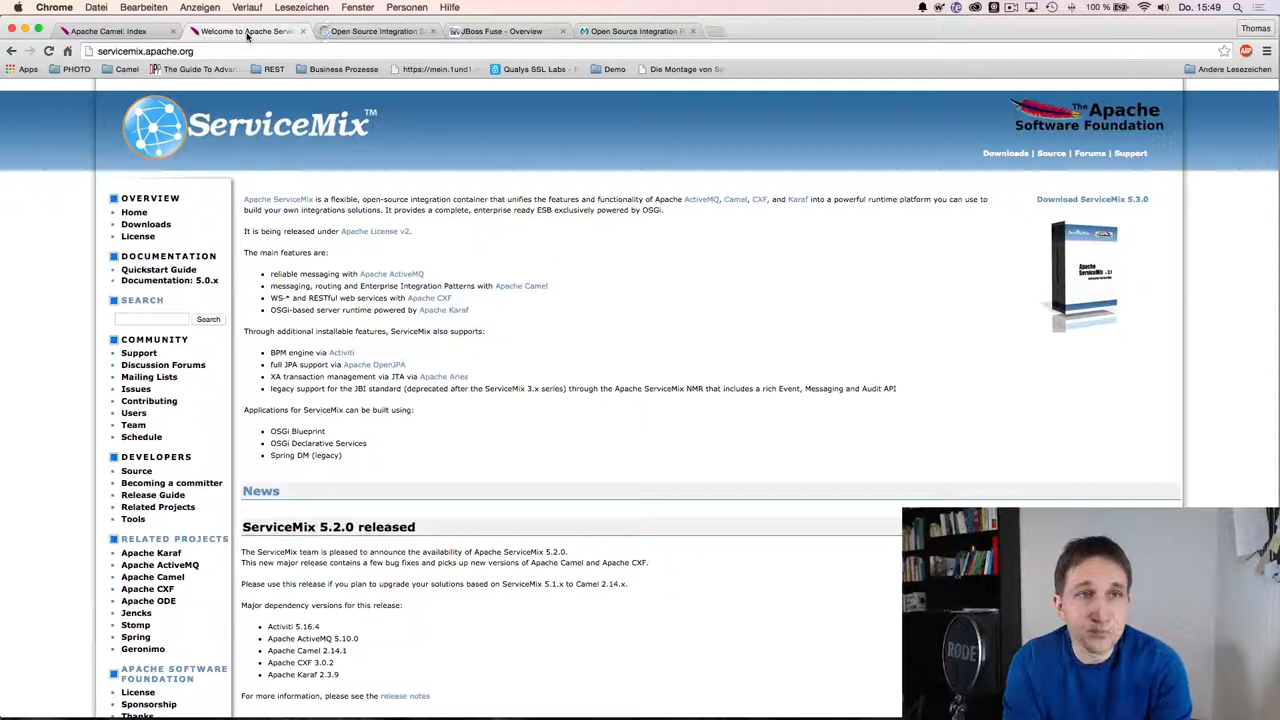 Chrome Datei Bearbeiten Anzeigen Verlauf Lesezeichen Fenster Personen Hilfe 100 % Do. 15:49
Apache Camel: Index Welcome to Apache Servic Open Source Integration S JBoss Fuse - Overview Open Source Integration P Thomas
servicemix.apache.org
Apps PHOTO Camel The Guide To Advan REST Business Prozesse https://mein.1und1 Qualys SSL Labs - Demo Die Montage von Se Andere Lesezeichen
ServiceMix™
The Apache
Software Foundation
Downloads | Source | Forums | Support
OVERVIEW
Home
Downloads
License
DOCUMENTATION
Quickstart Guide
Documentation: 5.0.x
SEARCH
Search
COMMUNITY
Support
Discussion Forums
Mailing Lists
Issues
Contributing
Users
Team
Schedule
DEVELOPERS
Source
Becoming a committer
Release Guide
Related Projects
Tools
RELATED PROJECTS
Apache Karaf
Apache ActiveMQ
Apache Camel
Apache CXF
Apache ODE
Jencks
Stomp
Spring
Geronimo
APACHE SOFTWARE
FOUNDATION
License
Sponsorship
Thanks
Apache ServiceMix is a flexible, open-source integration container that unifies the features and functionality of Apache ActiveMQ, Camel, CXF, and Karaf into a powerful runtime platform you can use to
build your own integrations solutions. It provides a complete, enterprise ready ESB exclusively powered by OSGi.
It is being released under Apache License v2.
The main features are:
reliable messaging with Apache ActiveMQ
messaging, routing and Enterprise Integration Patterns with Apache Camel
WS-* and RESTful web services with Apache CXF
OSGi-based server runtime powered by Apache Karaf
Through additional installable features, ServiceMix also supports:
BPM engine via Activiti
full JPA support via Apache OpenJPA
XA transaction management via JTA via Apache Aries
legacy support for the JBI standard (deprecated after the ServiceMix 3.x series) through the Apache ServiceMix NMR that includes a rich Event, Messaging and Audit API
Applications for ServiceMix can be built using:
OSGi Blueprint
OSGi Declarative Services
Spring DM (legacy)
News
ServiceMix 5.2.0 released
The ServiceMix team is pleased to announce the availability of Apache ServiceMix 5.2.0.
This new major release contains a few bug fixes and picks up new versions of Apache Camel and Apache CXF.
Please use this release if you plan to upgrade your solutions based on ServiceMix 5.1.x to Camel 2.14.x.
Major dependency versions for this release:
Activiti 5.16.4
Apache ActiveMQ 5.10.0
Apache Camel 2.14.1
Apache CXF 3.0.2
Apache Karaf 2.3.9
For more information, please see the release notes
Download ServiceMix 5.3.0
Apache
ServiceMix
RØDE